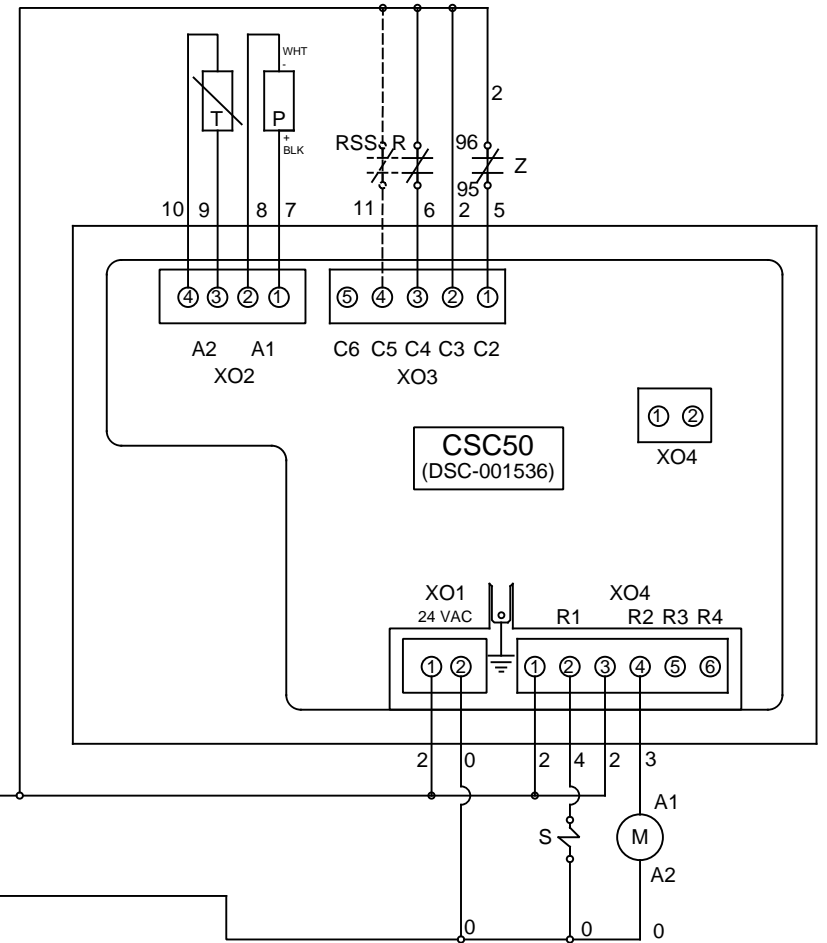 WHT
-
2
T
P
+
BLK
RSS R
96
Z
95
10 9 8 7
11 6 2 5
4 3 2 1
5 4 3 2 1
A2 A1
C6 C5 C4 C3 C2
XO2
XO3
1 2
XO4
CSC50
(DSC-001536)
XO1
XO4
24 VAC
R1 R2 R3 R4
1 2
1 2 3 4 5 6
2 0 2 4 2 3
A1
S
M
A2
0 0 0